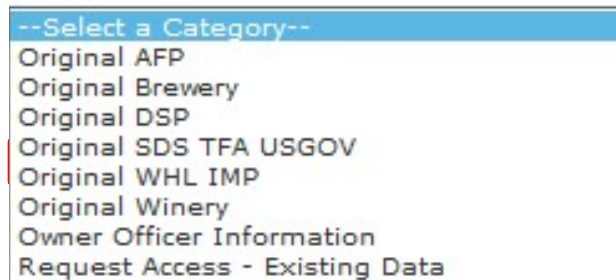 --Select a Category--
Original AFP
Original Brewery
Original DSP
Original SDS TFA USGOV
Original WHL IMP
Original Winery
Owner Officer Information
Request Access - Existing Data